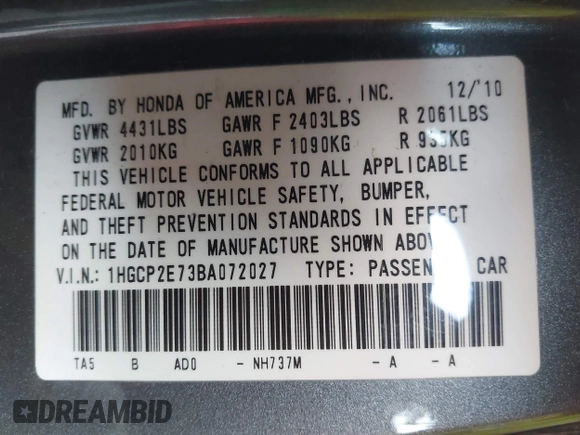 MFD. BY HONDA OF AMERICA MFG., INC. 12/'10
GVWR 4431LBS GAWR F 2403LBS R 2061LBS
GVWR 2010KG GAWR F 1090KG R 935KG
THIS VEHICLE CONFORMS TO ALL APPLICABLE
FEDERAL MOTOR VEHICLE SAFETY, BUMPER,
AND THEFT PREVENTION STANDARDS IN EFFECT
ON THE DATE OF MANUFACTURE SHOWN ABOV
V.I.N.: 1HGCP2E73BA072027 TYPE: PASSEN CAR
TA5 B AD0 - NH737M - A - A
DREAMBID